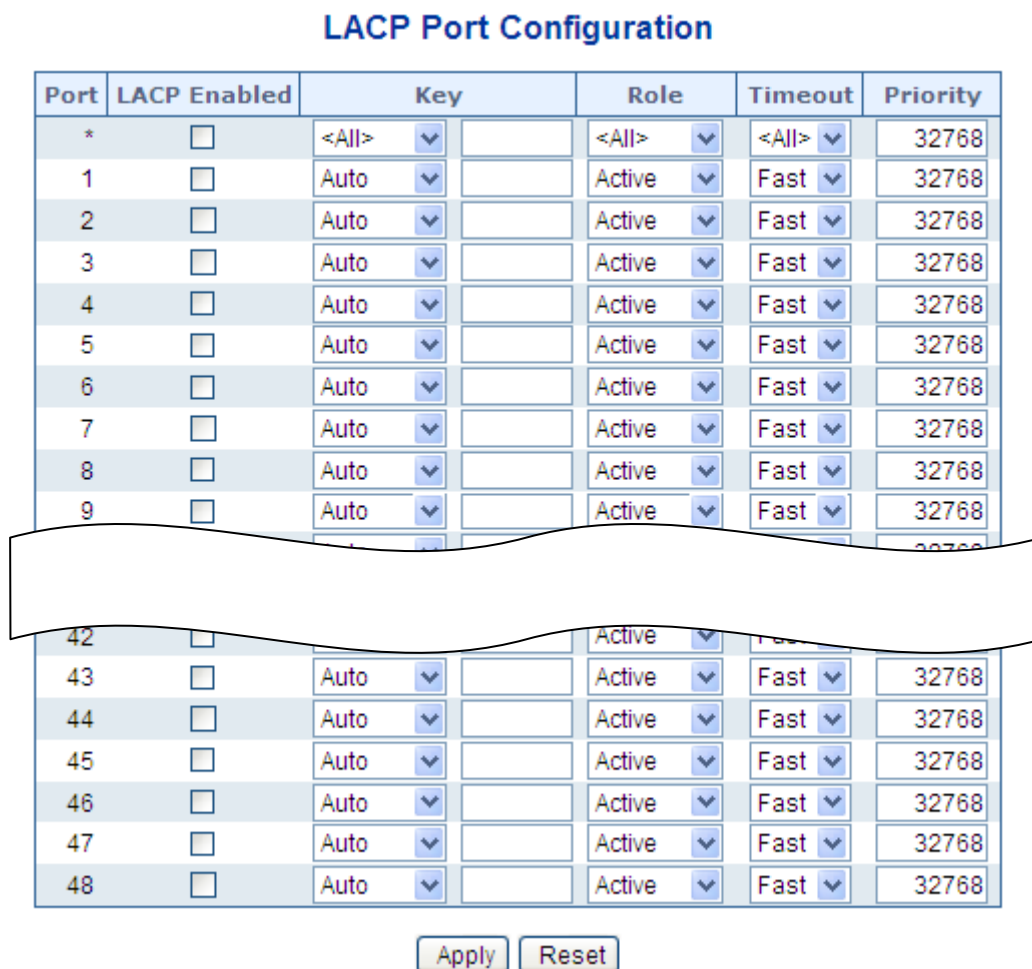 LACP Port Configuration
Port LACP Enabled Key Role Timeout Priority
* <All> <All> <All> 32768
1 Auto Active Fast 32768
2 Auto Active Fast 32768
3 Auto Active Fast 32768
4 Auto Active Fast 32768
5 Auto Active Fast 32768
6 Auto Active Fast 32768
7 Auto Active Fast 32768
8 Auto Active Fast 32768
9 Auto Active Fast 32768
42 Active Fast
43 Auto Active Fast 32768
44 Auto Active Fast 32768
45 Auto Active Fast 32768
46 Auto Active Fast 32768
47 Auto Active Fast 32768
48 Auto Active Fast 32768
Apply Reset